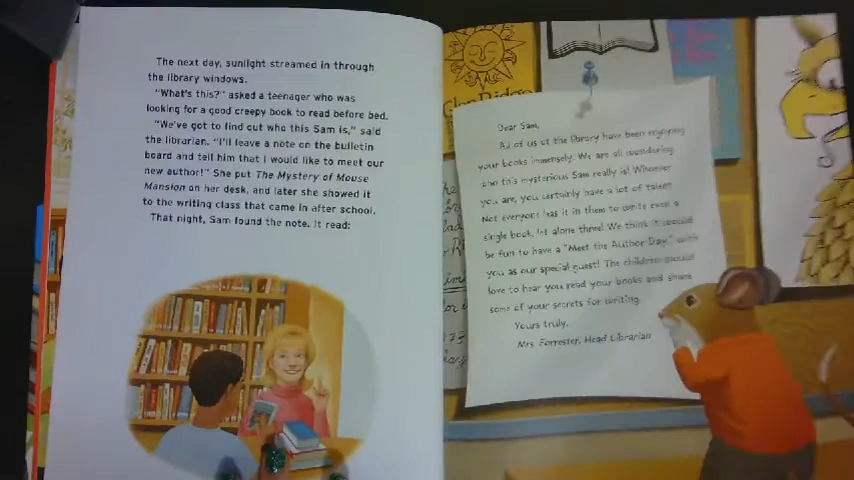 The next day, sunlight streamed in through
the library windows.
"What's this?" asked a teenager who was
looking for a good creepy book to read before bed.
"We've got to find out who this Sam is," said
the librarian. "I'll leave a note on the bulletin
board and tell him that I would like to meet our
new author!" She put The Mystery of Mouse
Mansion on her desk, and later she showed it
to the writing class that came in after school.
That night, Sam found the note. It read:
Glen Ridge
Dear Sam,
All of us at the library have been enjoying
your books immensely. We are all wondering
who this mysterious Sam really is! Whoever
you are, you certainly have a lot of talent.
Not everyone has it in them to write even a
single book, let alone three! We think it would
be fun to have a "Meet the Author Day," with
you as our special guest! The children would
love to hear you read your books and share
some of your secrets for writing.
Yours truly,
Mrs. Forrester, Head Librarian